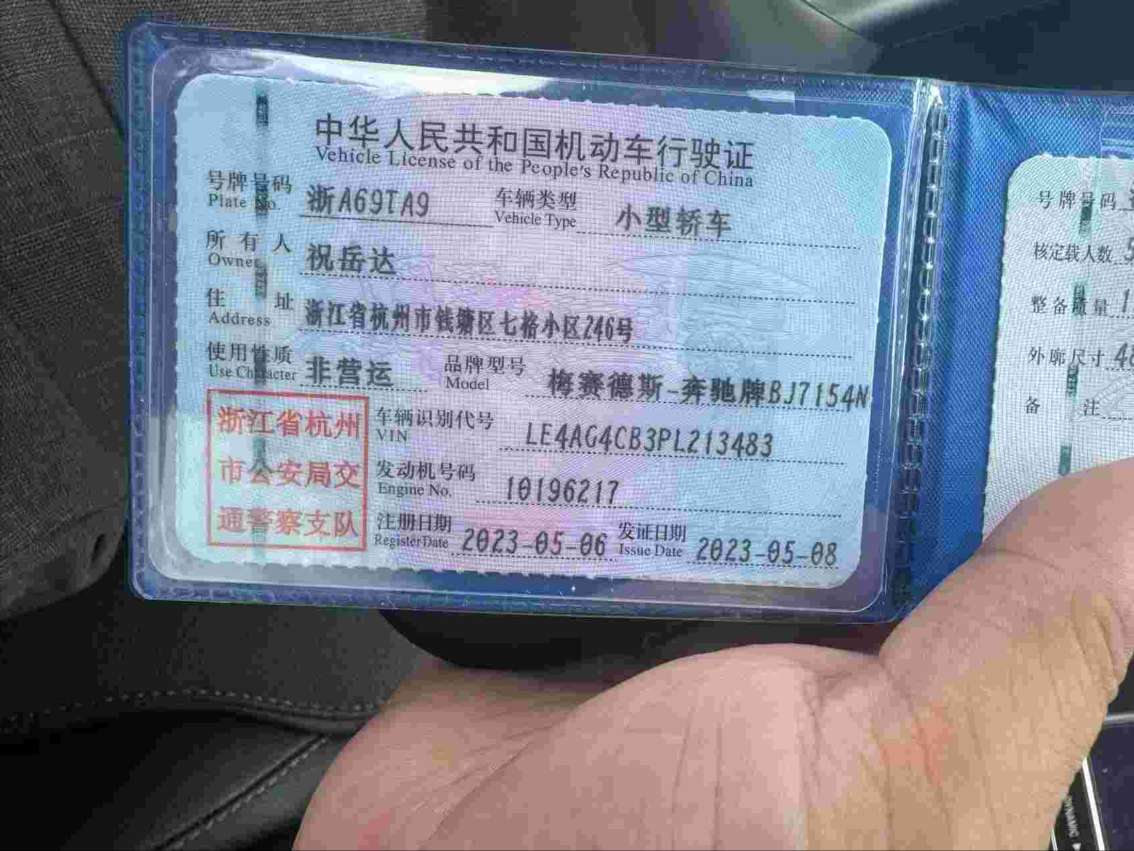 中华人民共和国机动车行驶证
Vehicle License of the People's Republic of China
号牌号码 浙A69TA9 车辆类型 小型轿车
Plate No. Vehicle Type
所有人 祝岳达
Owner
住址 浙江省杭州市钱塘区七格小区246号
Address
使用性质 非营运 品牌型号 梅赛德斯-奔驰牌BJ7154N
Use Character Model
浙江省杭州
市公安局交
通警察支队
车辆识别代号 LE4AG4CB3PL213483
VIN
发动机号码 10196217
Engine No.
注册日期 2023-05-06 发证日期 2023-05-08
Register Date Issue Date
号牌号码
核定载人数 5
整备质量 1
外廓尺寸 48
备注
DYNAMIC